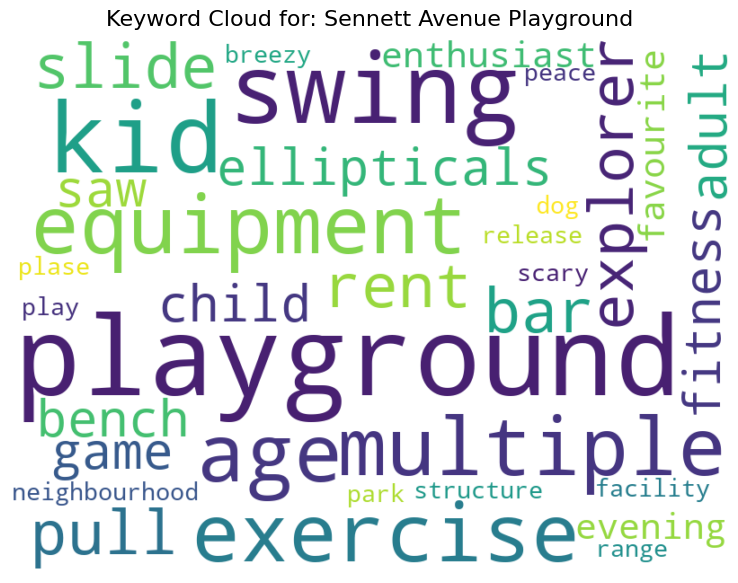 Keyword Cloud for: Sennett Avenue Playground
slide
breezy
enthusiast
swing
peace
explorer
favourite
adult
kid
ellipticals
saw
equipment
dog
release
plase
scary
fitness
play
child
rent
bar
playground
bench
game
age
multiple
neighbourhood
park
structure
facility
pull
exercise
evening
range